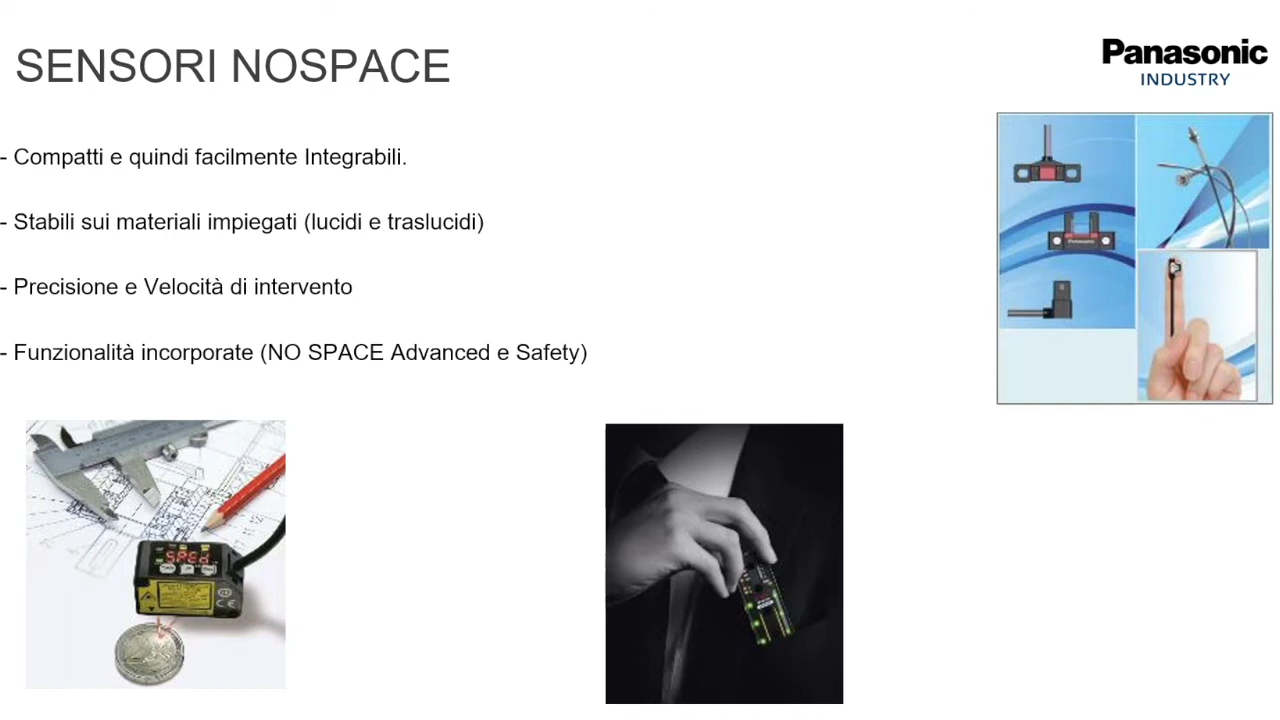 SENSORI NOSPACE
Panasonic
INDUSTRY
- Compatti e quindi facilmente Integrabili.
- Stabili sui materiali impiegati (lucidi e traslucidi)
- Precisione e Velocità di intervento
- Funzionalità incorporate (NO SPACE Advanced e Safety)
Panasonic